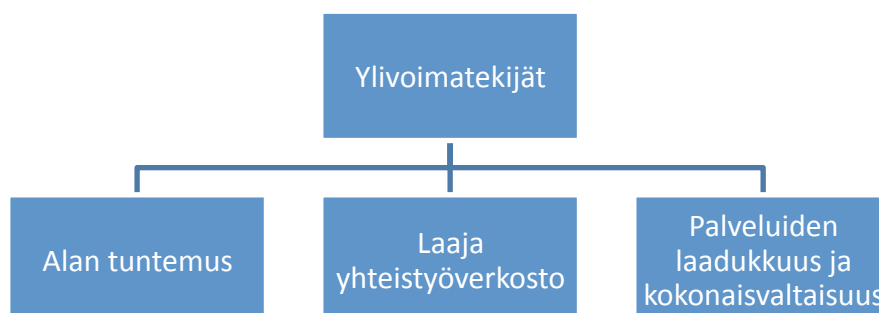 Ylivoimatekijät
Alan tuntemus
Laaja
yhteistyöverkosto
Palveluiden
laadukkuus ja
kokonaisvaltaisuus